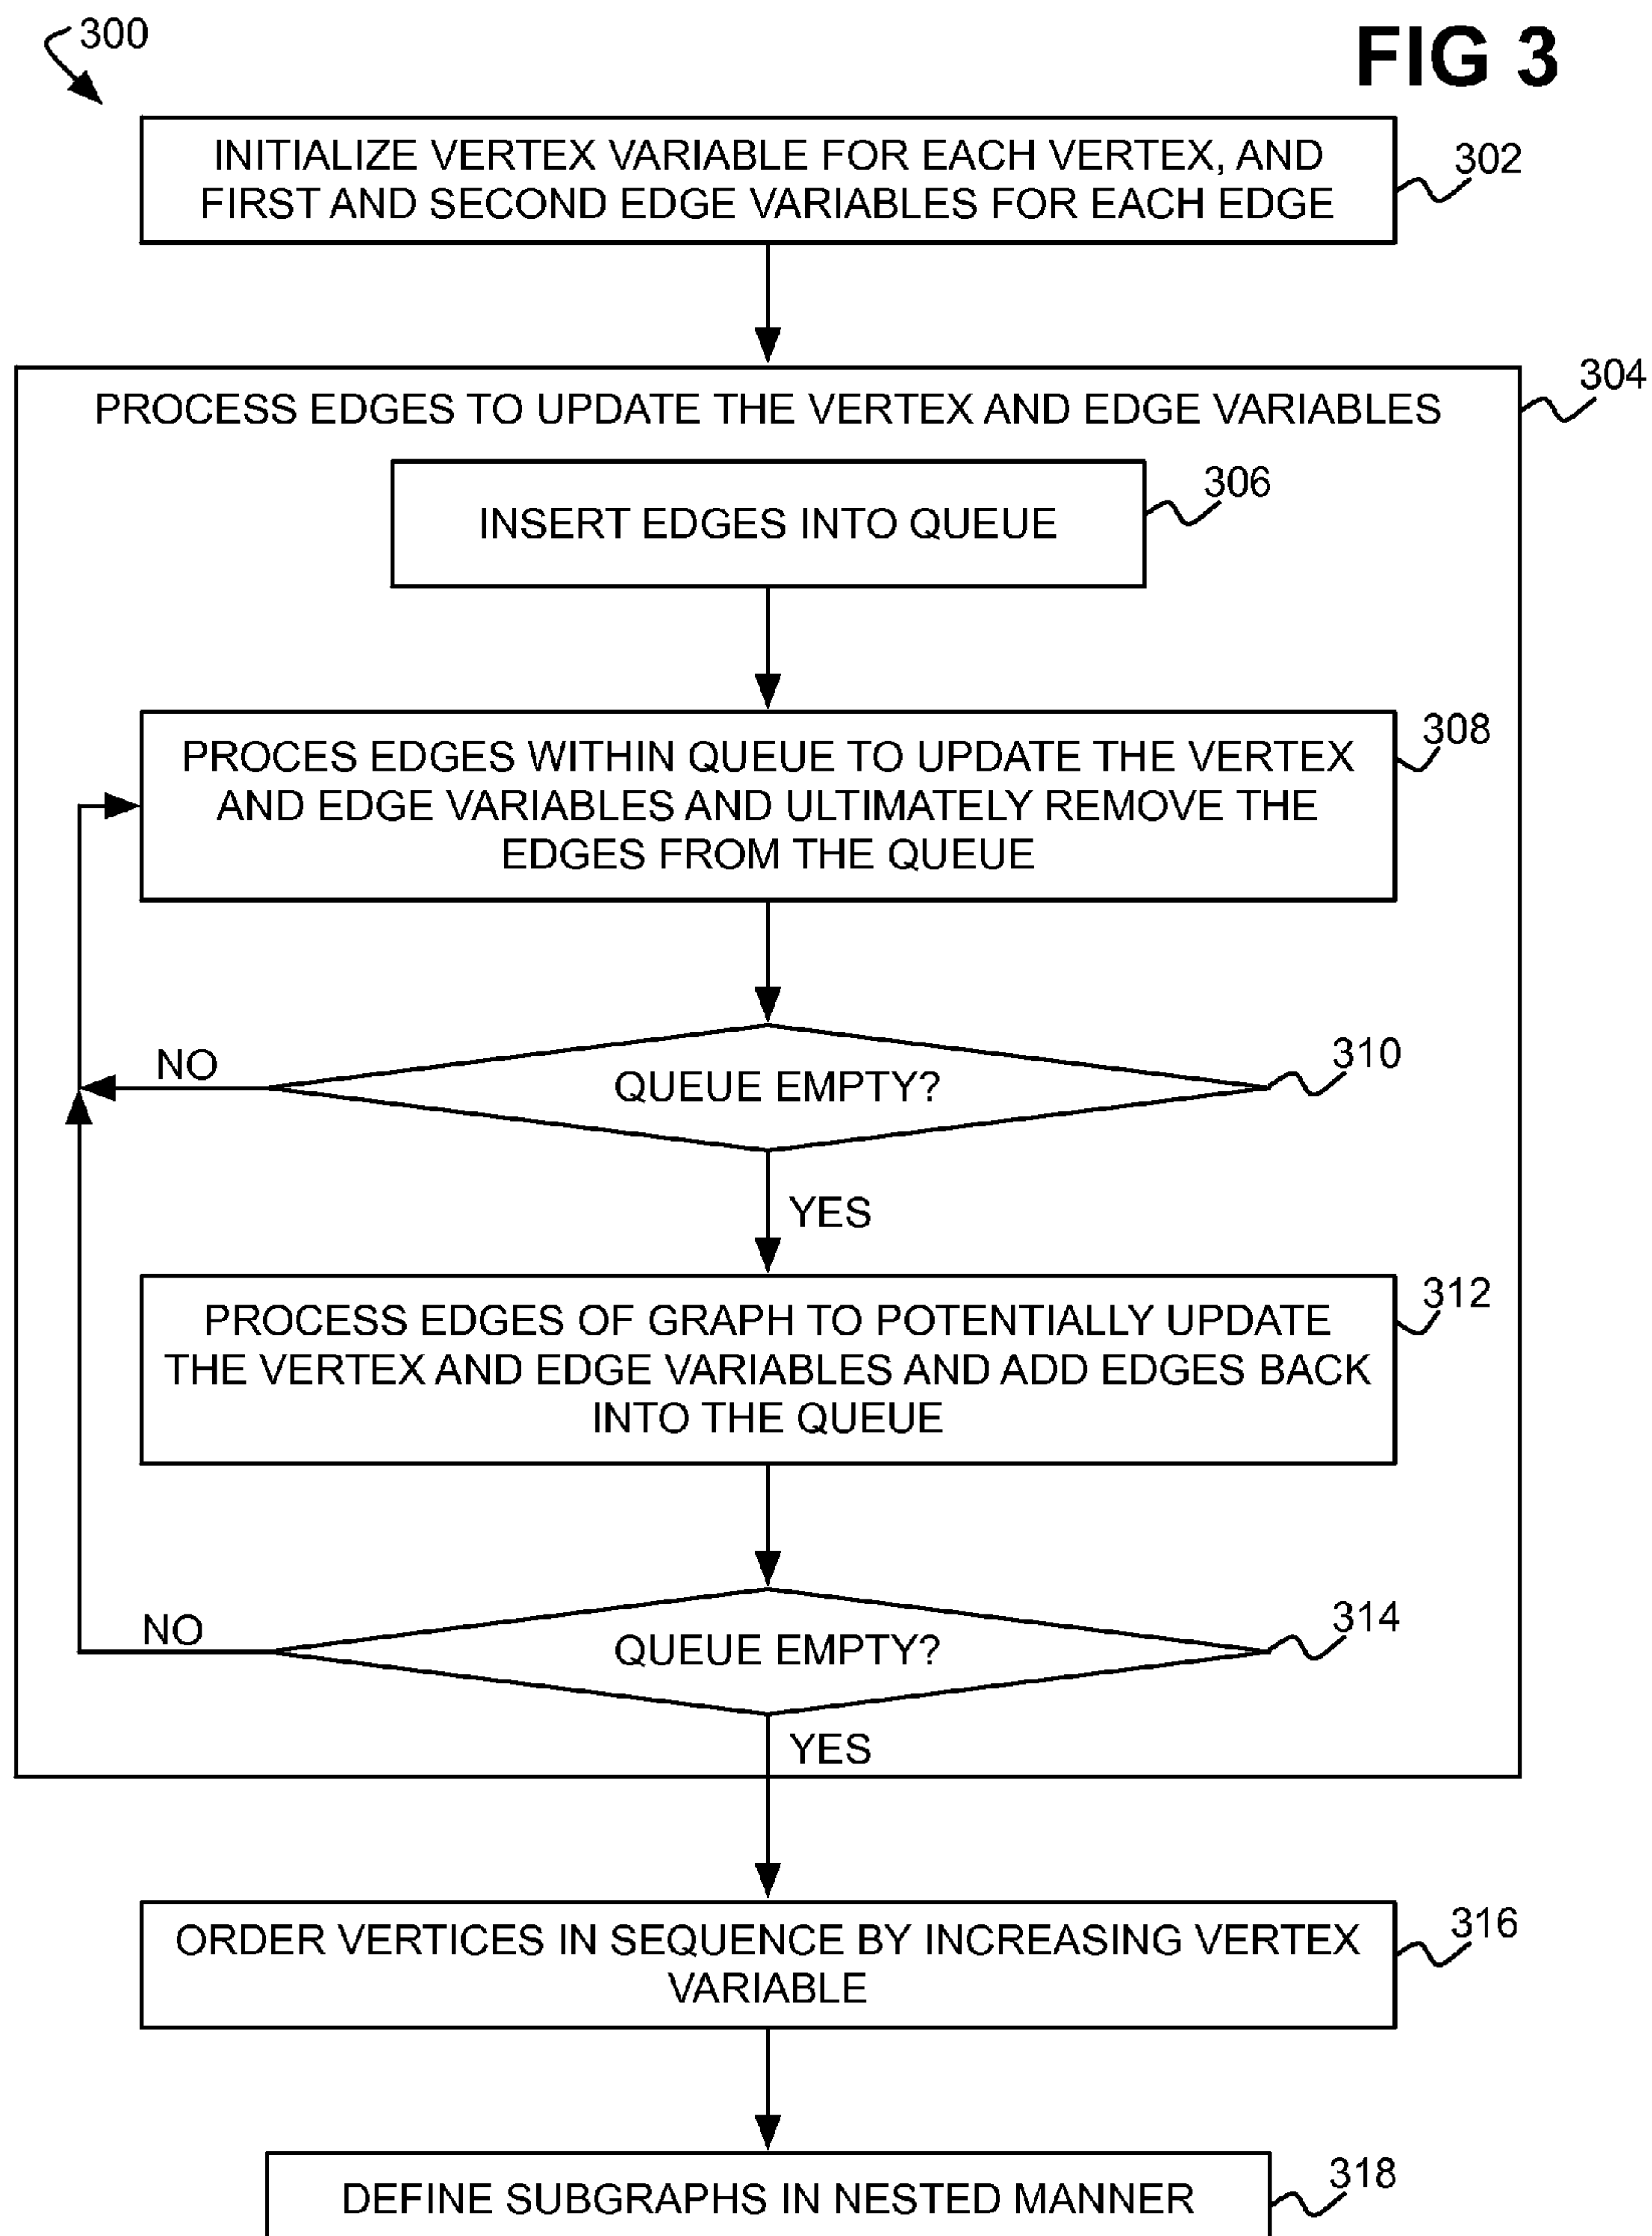 300
FIG 3
INITIALIZE VERTEX VARIABLE FOR EACH VERTEX, AND
FIRST AND SECOND EDGE VARIABLES FOR EACH EDGE
302
304
PROCESS EDGES TO UPDATE THE VERTEX AND EDGE VARIABLES
306
INSERT EDGES INTO QUEUE
308
PROCES EDGES WITHIN QUEUE TO UPDATE THE VERTEX
AND EDGE VARIABLES AND ULTIMATELY REMOVE THE
EDGES FROM THE QUEUE
310
NO
QUEUE EMPTY?
YES
312
PROCESS EDGES OF GRAPH TO POTENTIALLY UPDATE
THE VERTEX AND EDGE VARIABLES AND ADD EDGES BACK
INTO THE QUEUE
314
NO
QUEUE EMPTY?
YES
316
ORDER VERTICES IN SEQUENCE BY INCREASING VERTEX
VARIABLE
318
DEFINE SUBGRAPHS IN NESTED MANNER